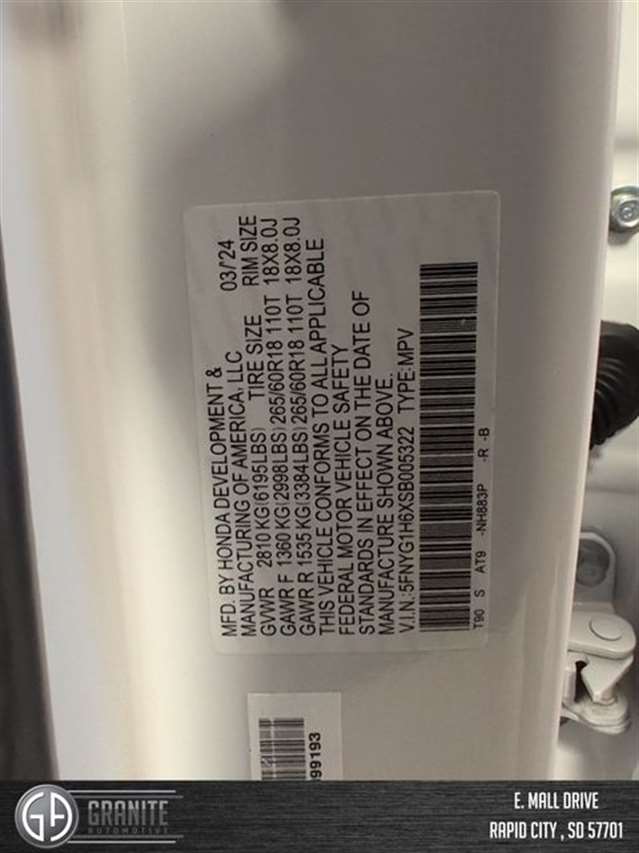 MFD. BY HONDA DEVELOPMENT &
MANUFACTURING OF AMERICA, LLC 03/'24
GVWR 2810 KG(6195LBS) TIRE SIZE RIM SIZE
GAWR F 1360 KG(2998LBS) 265/60R18 110T 18X8.0J
GAWR R 1535 KG(3384LBS) 265/60R18 110T 18X8.0J
THIS VEHICLE CONFORMS TO ALL APPLICABLE
FEDERAL MOTOR VEHICLE SAFETY
STANDARDS IN EFFECT ON THE DATE OF
MANUFACTURE SHOWN ABOVE.
V.I.N.:5FNYG1H6XSB005322 TYPE:MPV
T90 S AT9 -NH883P -R -B
99193
GA GRANITE
AUTOMOTIVE
E. MALL DRIVE
RAPID CITY , SD 57701